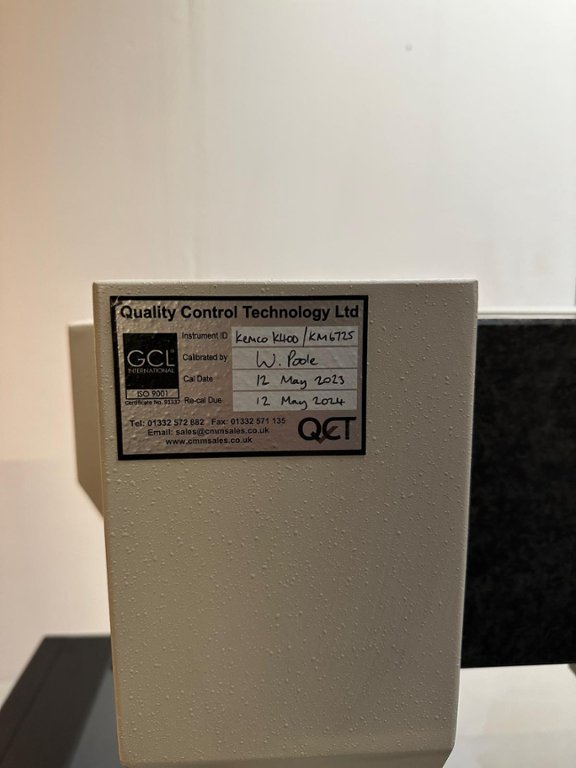 Quality Control Technology Ltd
Instrument ID Kemco K400/KM6725
GCL
INTERNATIONAL
ISO 9001
Calibrated by W. Poole
Cal Date 12 May 2023
Re-cal Due 12 May 2024
Tel: 01332 572 882 Fax: 01332 571 135
Email: sales@cmmsales.co.uk
www.cmmsales.co.uk
QCT